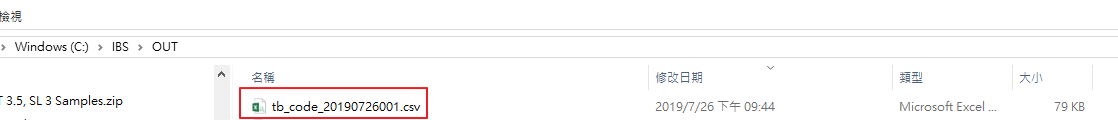 檢視
Windows (C:) > IBS > OUT
名稱 修改日期 類型 大小
T 3.5, SL 3 Samples.zip
tb_code_20190726001.csv 2019/7/26 下午 09:44 Microsoft Excel ... 79 KB